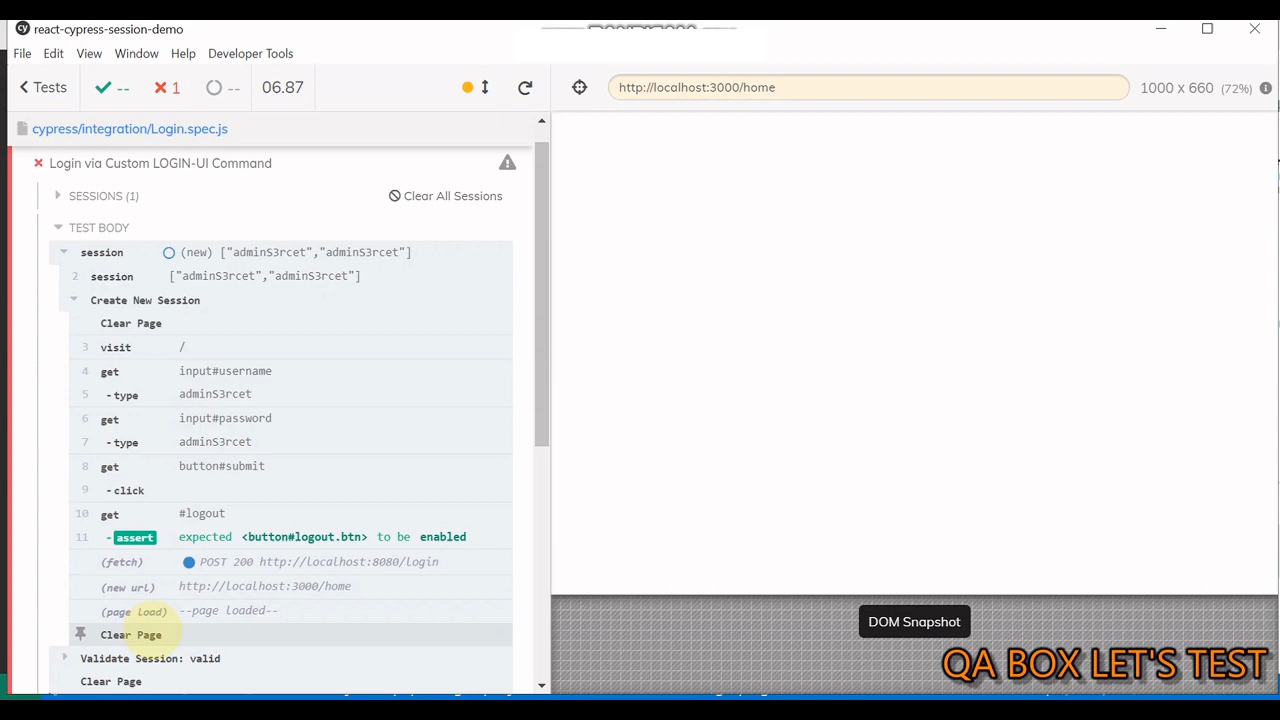 react-cypress-session-demo
File Edit View Window Help Developer Tools
Tests -- 1 -- 06.87 http://localhost:3000/home 1000 x 660 (72%)
cypress/integration/Login.spec.js
Login via Custom LOGIN-UI Command
SESSIONS (1) Clear All Sessions
TEST BODY
session (new) ["adminS3rcet","adminS3rcet"]
2 session ["adminS3rcet","adminS3rcet"]
Create New Session
Clear Page
3 visit /
4 get input#username
5 -type adminS3rcet
6 get input#password
7 -type adminS3rcet
8 get button#submit
9 -click
10 get #logout
11 -assert expected <button#logout.btn> to be enabled
(fetch) POST 200 http://localhost:8080/login
(new url) http://localhost:3000/home
(page load) --page loaded--
Clear Page
Validate Session: valid
Clear Page
DOM Snapshot
QA BOX LET'S TEST